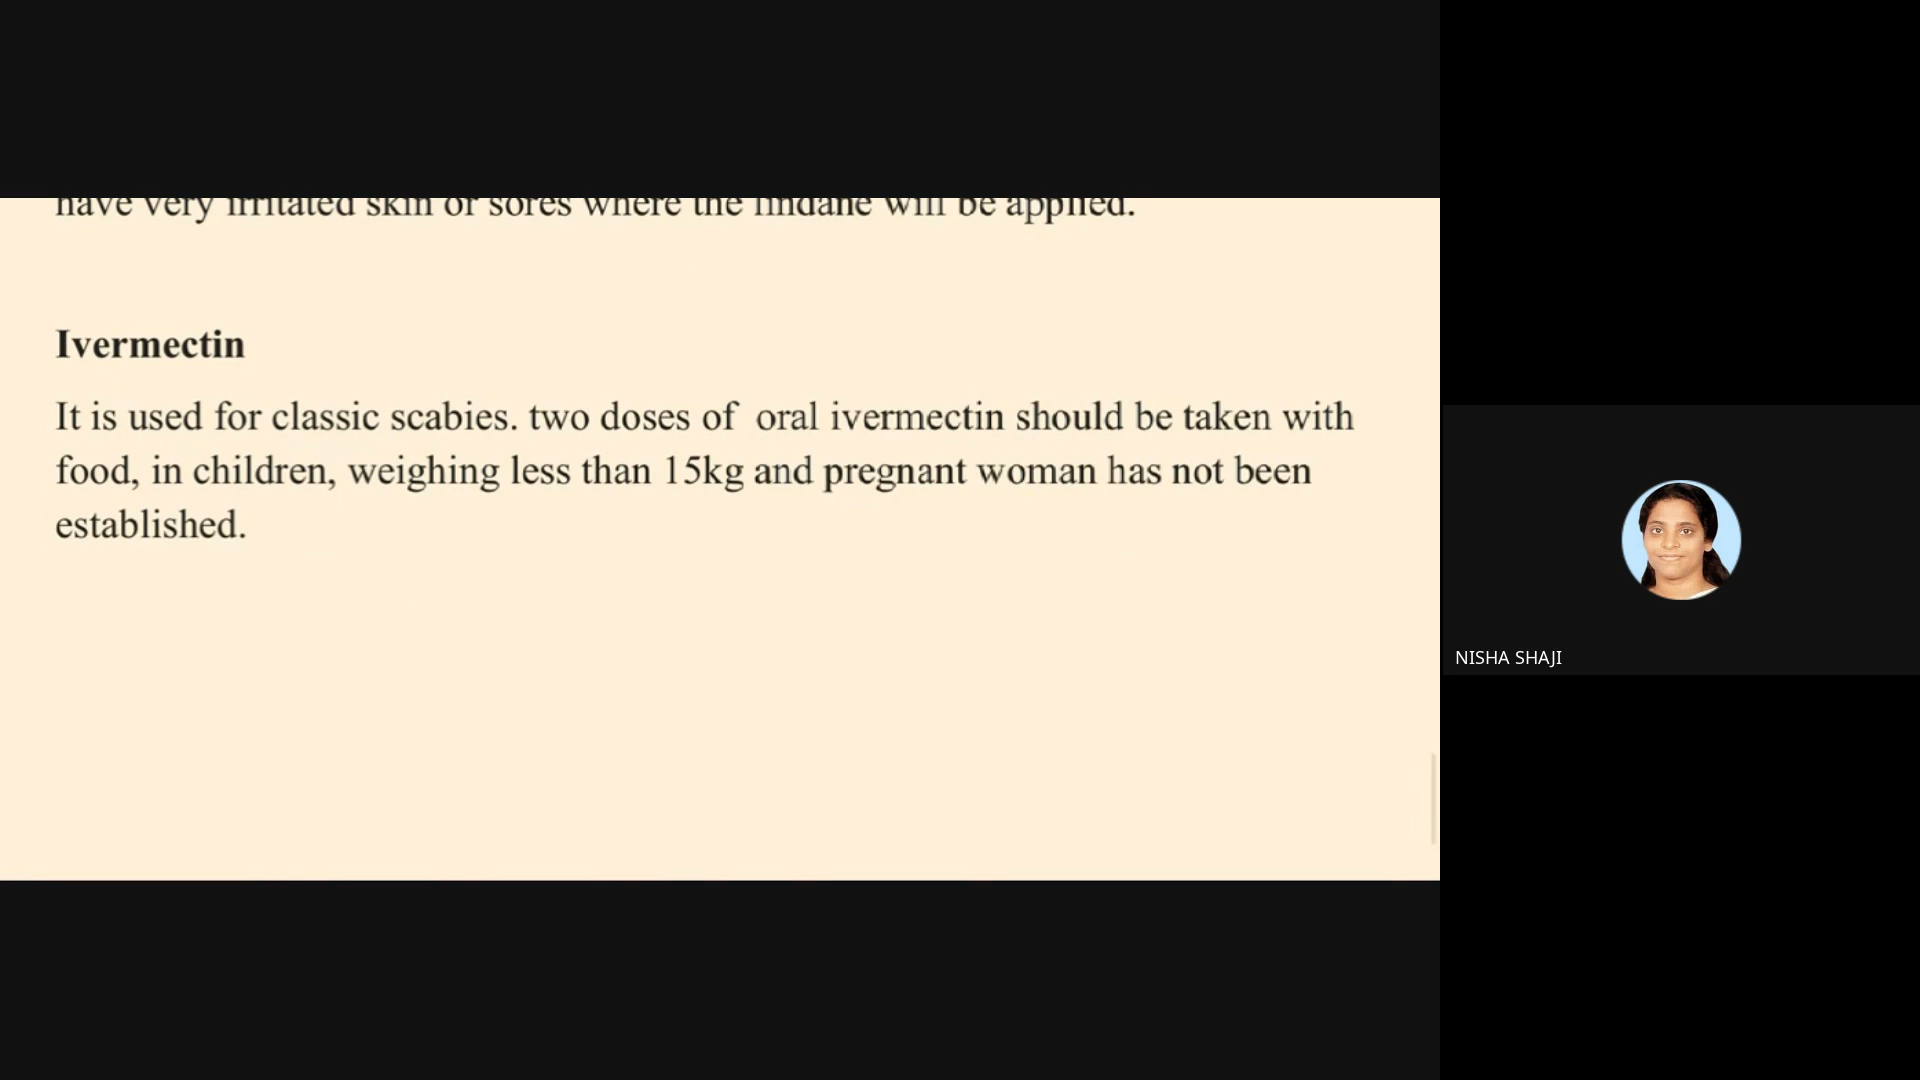 have very irritated skin or sores where the lindane will be applied.
Ivermectin
It is used for classic scabies. two doses of oral ivermectin should be taken with
food, in children, weighing less than 15kg and pregnant woman has not been
established.
NISHA SHAJI